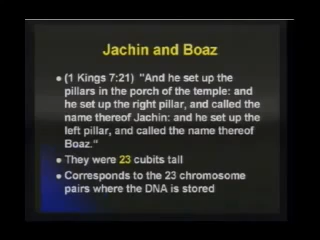 Jachin and Boaz
● (1 Kings 7:21) "And he set up the
pillars in the porch of the temple: and
he set up the right pillar, and called the
name thereof Jachin: and he set up the
left pillar, and called the name thereof
Boaz."
● They were 23 cubits tall
● Corresponds to the 23 chromosome
pairs where the DNA is stored